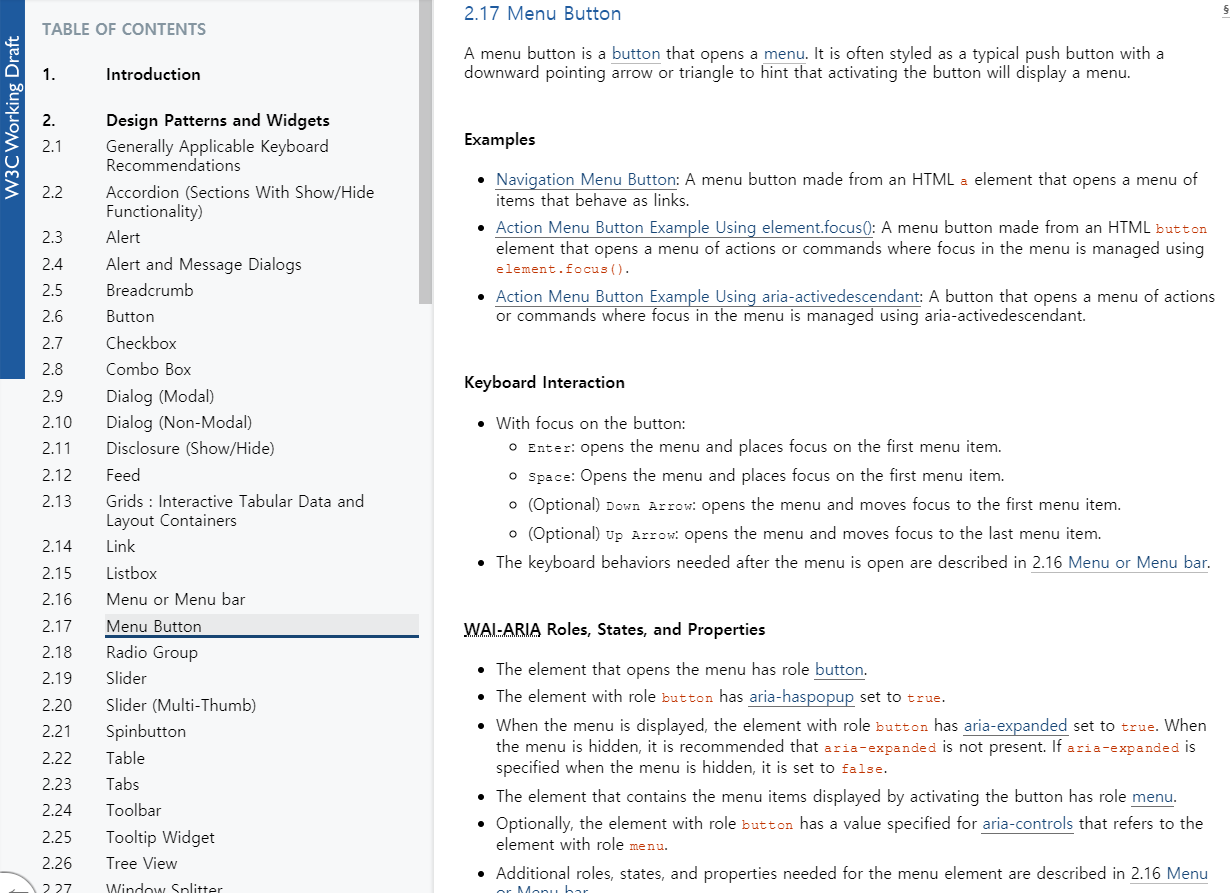 W3C Working Draft
TABLE OF CONTENTS
1. Introduction
2. Design Patterns and Widgets
2.1 Generally Applicable Keyboard
Recommendations
2.2 Accordion (Sections With Show/Hide
Functionality)
2.3 Alert
2.4 Alert and Message Dialogs
2.5 Breadcrumb
2.6 Button
2.7 Checkbox
2.8 Combo Box
2.9 Dialog (Modal)
2.10 Dialog (Non-Modal)
2.11 Disclosure (Show/Hide)
2.12 Feed
2.13 Grids : Interactive Tabular Data and
Layout Containers
2.14 Link
2.15 Listbox
2.16 Menu or Menu bar
2.17 Menu Button
2.18 Radio Group
2.19 Slider
2.20 Slider (Multi-Thumb)
2.21 Spinbutton
2.22 Table
2.23 Tabs
2.24 Toolbar
2.25 Tooltip Widget
2.26 Tree View
2.27 Window Splitter
2.17 Menu Button
§
A menu button is a button that opens a menu. It is often styled as a typical push button with a
downward pointing arrow or triangle to hint that activating the button will display a menu.
Examples
• Navigation Menu Button: A menu button made from an HTML a element that opens a menu of
items that behave as links.
• Action Menu Button Example Using element.focus(): A menu button made from an HTML button
element that opens a menu of actions or commands where focus in the menu is managed using
element.focus().
• Action Menu Button Example Using aria-activedescendant: A button that opens a menu of actions
or commands where focus in the menu is managed using aria-activedescendant.
Keyboard Interaction
• With focus on the button:
◦ Enter: opens the menu and places focus on the first menu item.
◦ Space: Opens the menu and places focus on the first menu item.
◦ (Optional) Down Arrow: opens the menu and moves focus to the first menu item.
◦ (Optional) Up Arrow: opens the menu and moves focus to the last menu item.
• The keyboard behaviors needed after the menu is open are described in 2.16 Menu or Menu bar.
WAI-ARIA Roles, States, and Properties
• The element that opens the menu has role button.
• The element with role button has aria-haspopup set to true.
• When the menu is displayed, the element with role button has aria-expanded set to true. When
the menu is hidden, it is recommended that aria-expanded is not present. If aria-expanded is
specified when the menu is hidden, it is set to false.
• The element that contains the menu items displayed by activating the button has role menu.
• Optionally, the element with role button has a value specified for aria-controls that refers to the
element with role menu.
• Additional roles, states, and properties needed for the menu element are described in 2.16 Menu
or Menu bar.